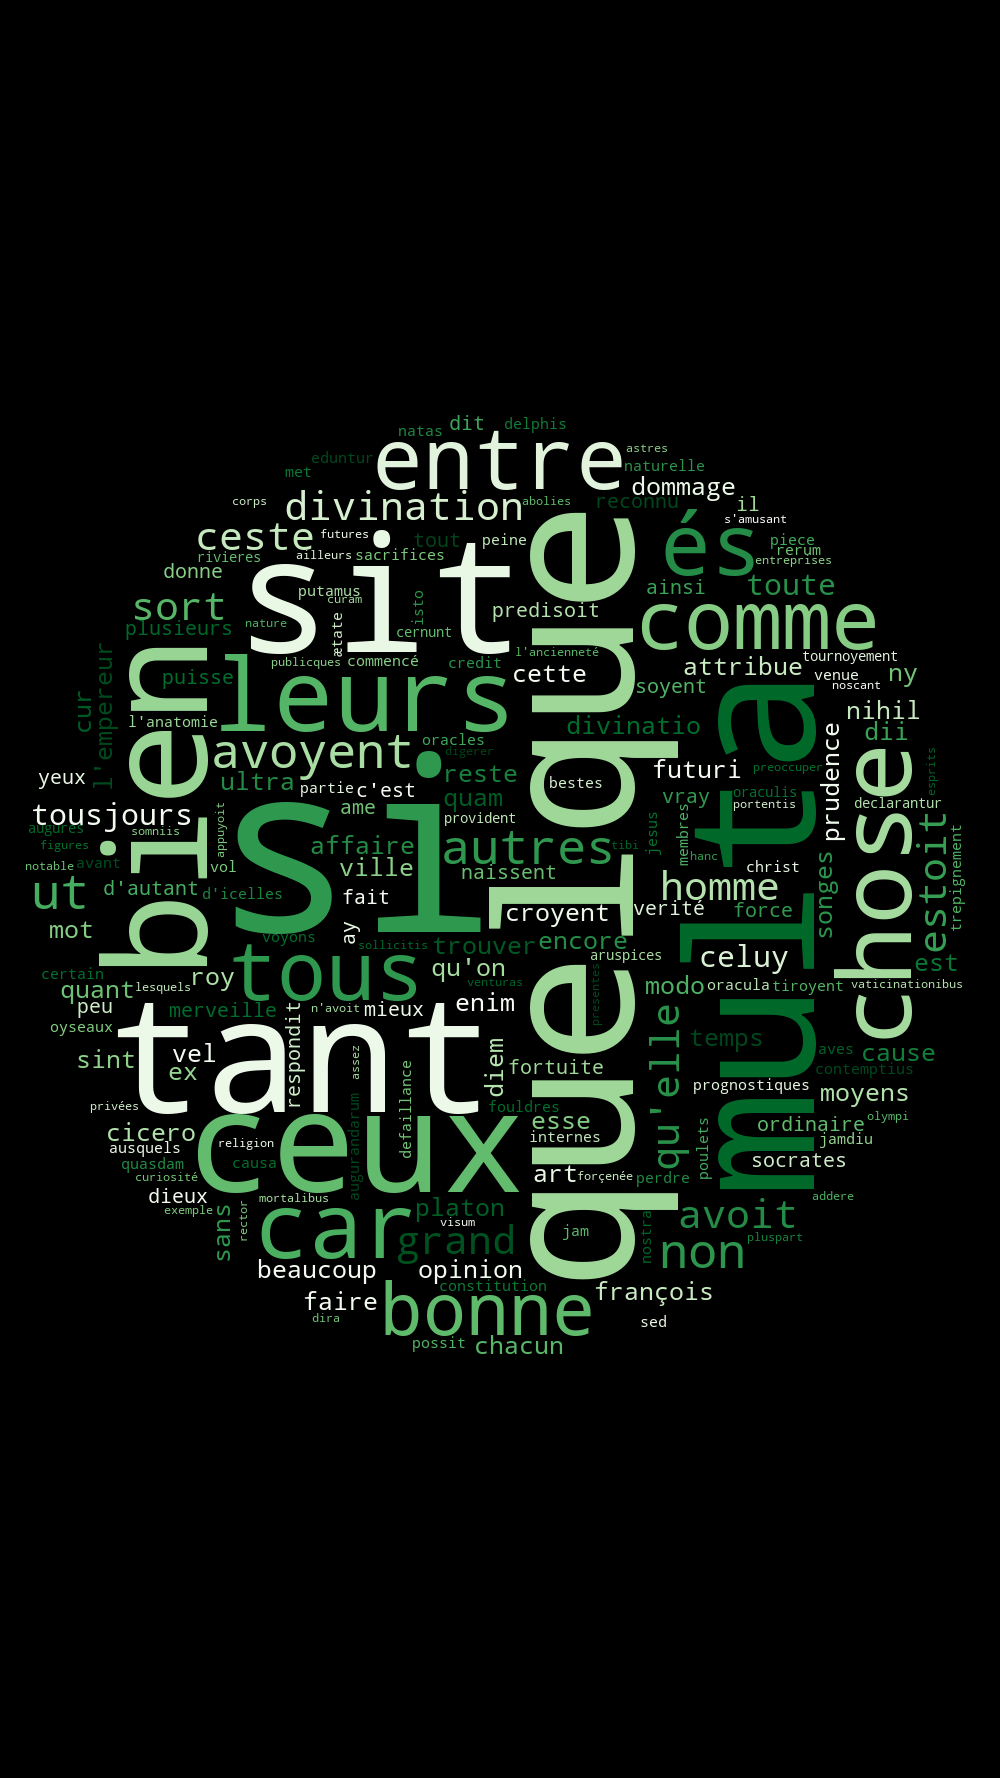 natas dit delphis
eduntur entre astres
met naturelle
corps divination abolies reconnu dommage il
ceste futures s'amusant
rivieres ailleurs sacrifices tout peine és piece
rerum
entreprises
donne sit ainsi toute
putamus curam isto
sort predisoit comme
plusieurs nature ætate cernunt
publicques commencé credit l'ancienneté tournoyement
puisse cette attribue venue ny
leurs soyent noscant
l'empereur cur l'anatomie divinatio nihil
bien avoyent oracles digerer dii
yeux ultra partie c'est reste bestes futuri preoccuper
quam vray oraculis portentis prudence declarantur esprits
tousjours somniis appuyoit ame provident jesus membres
augures si affaire autres tibi
figures hanc
notable avant vol ville naissent christ
ut d'autant d'icelles fait quelque homme multa chose
croyent verité force songes estoit trepignement
mot voyons ay sollicitis trouver encore aruspices celuy
certain roy tous qu'on est
quant lesquels venturas presentes modo oracula tiroyent vaticinationibus
peu merveille n'avoit mieux enim
oyseaux respondit temps
sint vel tant diem aves cause
ex assez defaillance fortuite qu'elle contemptius
privées fouldres prognostiques moyens
cicero ceux augurandarum esse poulets ordinaire olympi
ausquels religion internes jamdiu
quasdam causa socrates
curiosité art forçenée perdre
dieux mortalibus addere
exemple rector car platon avoit
sans visum jam nostra pluspart
grand non
beaucoup opinion
constitution françois
faire bonne
dira sed
possit chacun